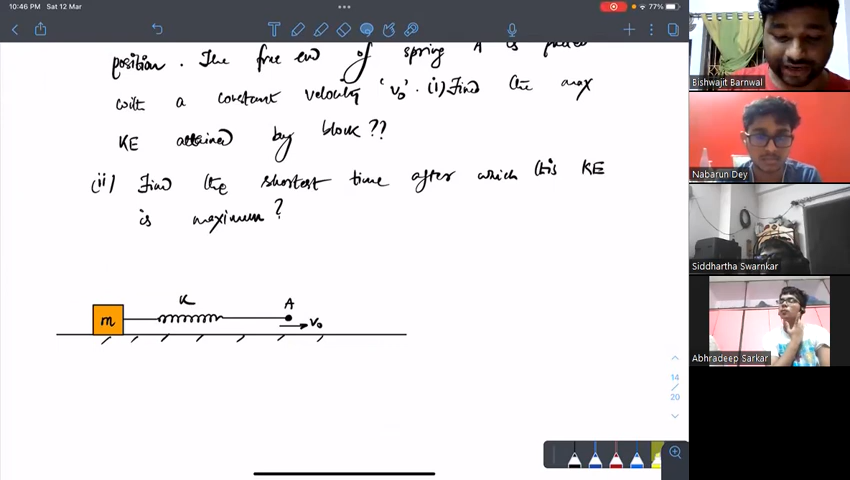 10:46 PM Sat 12 Mar
77%
position. The free end of spring A is pulled
with a constant velocity 'v₀'. (i) Find the max
KE attained by block??
(ii) Find the shortest time after which this KE
is maximum?
K
A
m
v₀
14
/
20
Bishwajit Barnwal
Nabarun Dey
Siddhartha Swarnkar
Abhradeep Sarkar